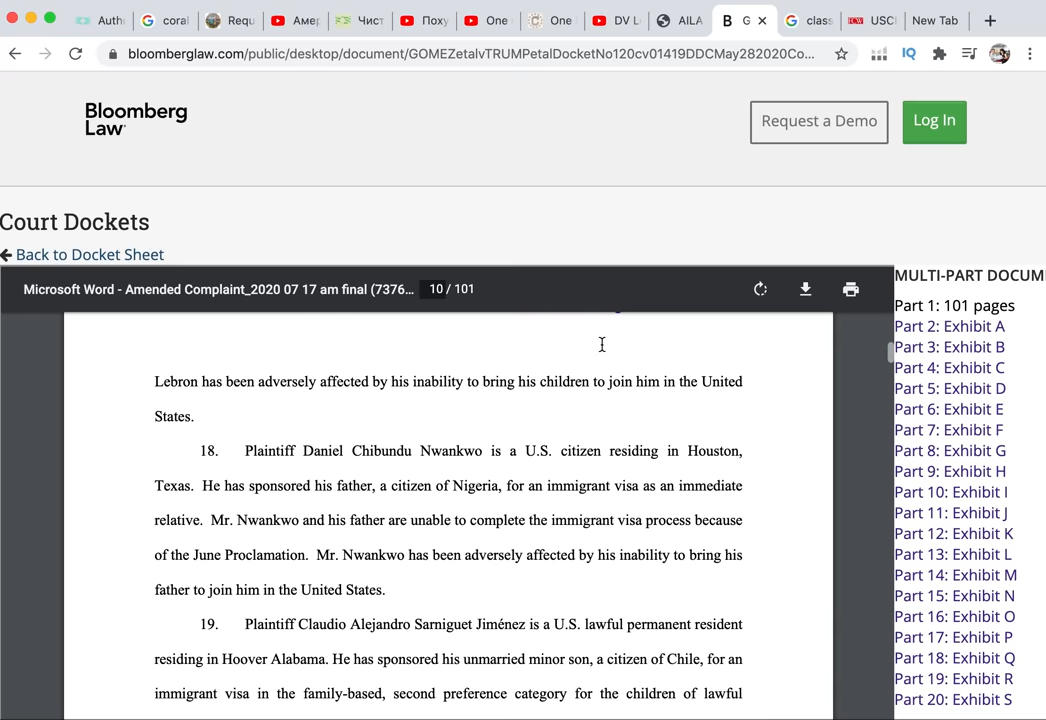 Auth coral Requ Амер Чист Поху One One DV L AILA G class USCI New Tab
bloomberglaw.com/public/desktop/document/GOMEZetalvTRUMPetalDocketNo120cv01419DDCMay282020Co...
IQ
Bloomberg
Law
Request a Demo
Log In
Court Dockets
Back to Docket Sheet
Microsoft Word - Amended Complaint_2020 07 17 am final (7376... 10 / 101
Lebron has been adversely affected by his inability to bring his children to join him in the United
States.
18. Plaintiff Daniel Chibundu Nwankwo is a U.S. citizen residing in Houston,
Texas. He has sponsored his father, a citizen of Nigeria, for an immigrant visa as an immediate
relative. Mr. Nwankwo and his father are unable to complete the immigrant visa process because
of the June Proclamation. Mr. Nwankwo has been adversely affected by his inability to bring his
father to join him in the United States.
19. Plaintiff Claudio Alejandro Sarniguet Jiménez is a U.S. lawful permanent resident
residing in Hoover Alabama. He has sponsored his unmarried minor son, a citizen of Chile, for an
immigrant visa in the family-based, second preference category for the children of lawful
MULTI-PART DOCUM
Part 1: 101 pages
Part 2: Exhibit A
Part 3: Exhibit B
Part 4: Exhibit C
Part 5: Exhibit D
Part 6: Exhibit E
Part 7: Exhibit F
Part 8: Exhibit G
Part 9: Exhibit H
Part 10: Exhibit I
Part 11: Exhibit J
Part 12: Exhibit K
Part 13: Exhibit L
Part 14: Exhibit M
Part 15: Exhibit N
Part 16: Exhibit O
Part 17: Exhibit P
Part 18: Exhibit Q
Part 19: Exhibit R
Part 20: Exhibit S